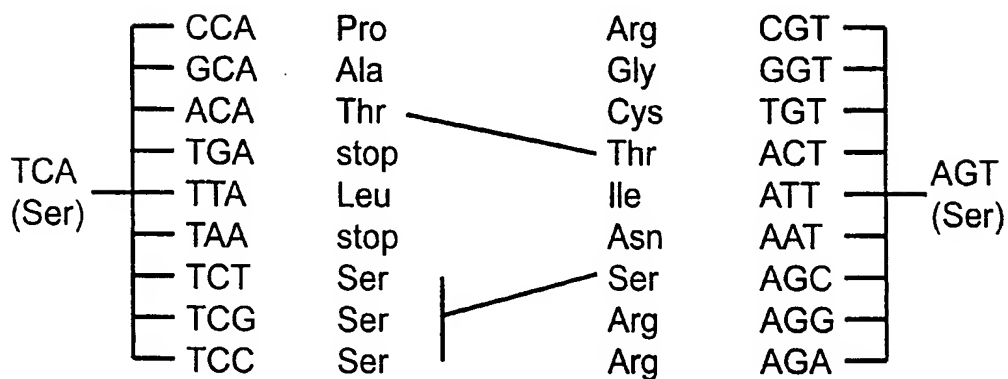 CCA Pro Arg CGT
GCA Ala Gly GGT
ACA Thr Cys TGT
TGA stop Thr ACT
TCA
(Ser)
TTA Leu Ile ATT
AGT
(Ser)
TAA stop Asn AAT
TCT Ser Ser AGC
TCG Ser Arg AGG
TCC Ser Arg AGA